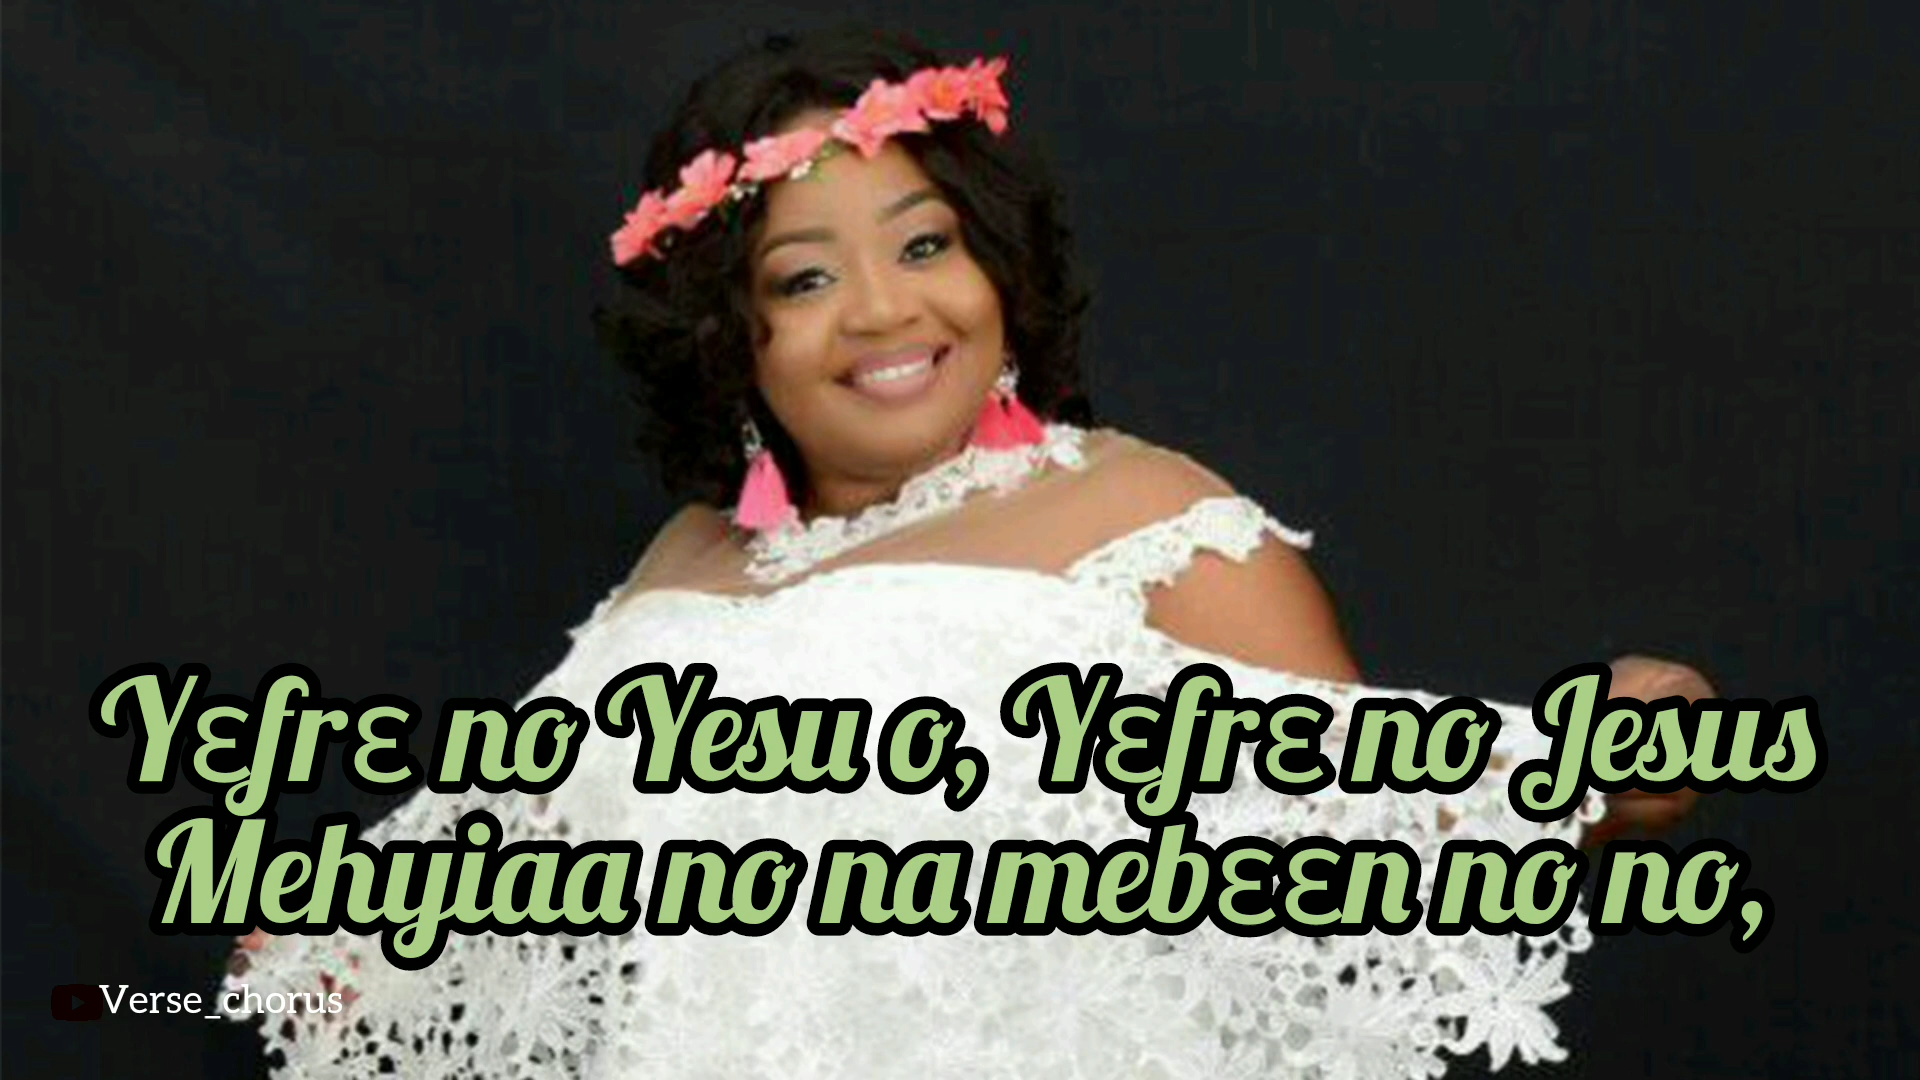 Yɛfrɛ no Yesu o, Yɛfrɛ no Jesus
Mehyiaa no na mebɛɛn no no,
Verse_chorus